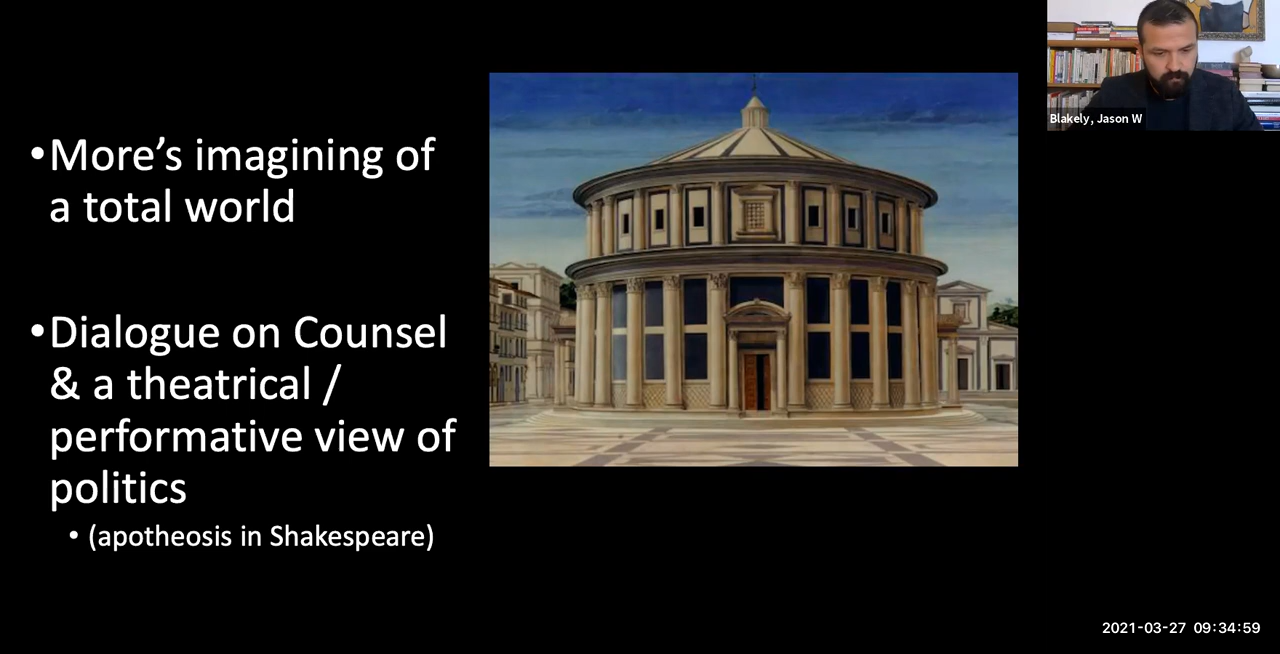 •More’s imagining of
a total world
•Dialogue on Counsel
& a theatrical /
performative view of
politics
• (apotheosis in Shakespeare)
Blakely, Jason W
2021-03-27 09:34:59